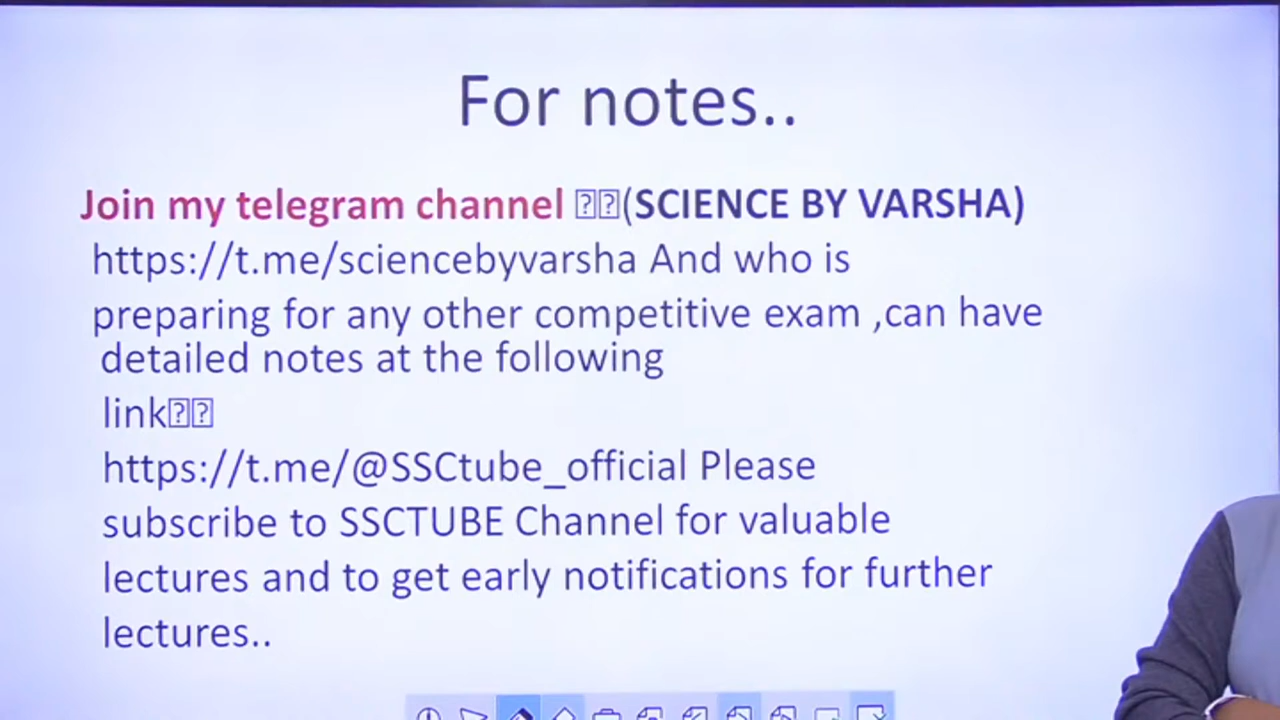 For notes..
Join my telegram channel 🯄🯄(SCIENCE BY VARSHA)
https://t.me/sciencebyvarsha And who is
preparing for any other competitive exam ,can have
detailed notes at the following
link🯄🯄
https://t.me/@SSCtube_official Please
subscribe to SSCTUBE Channel for valuable
lectures and to get early notifications for further
lectures..